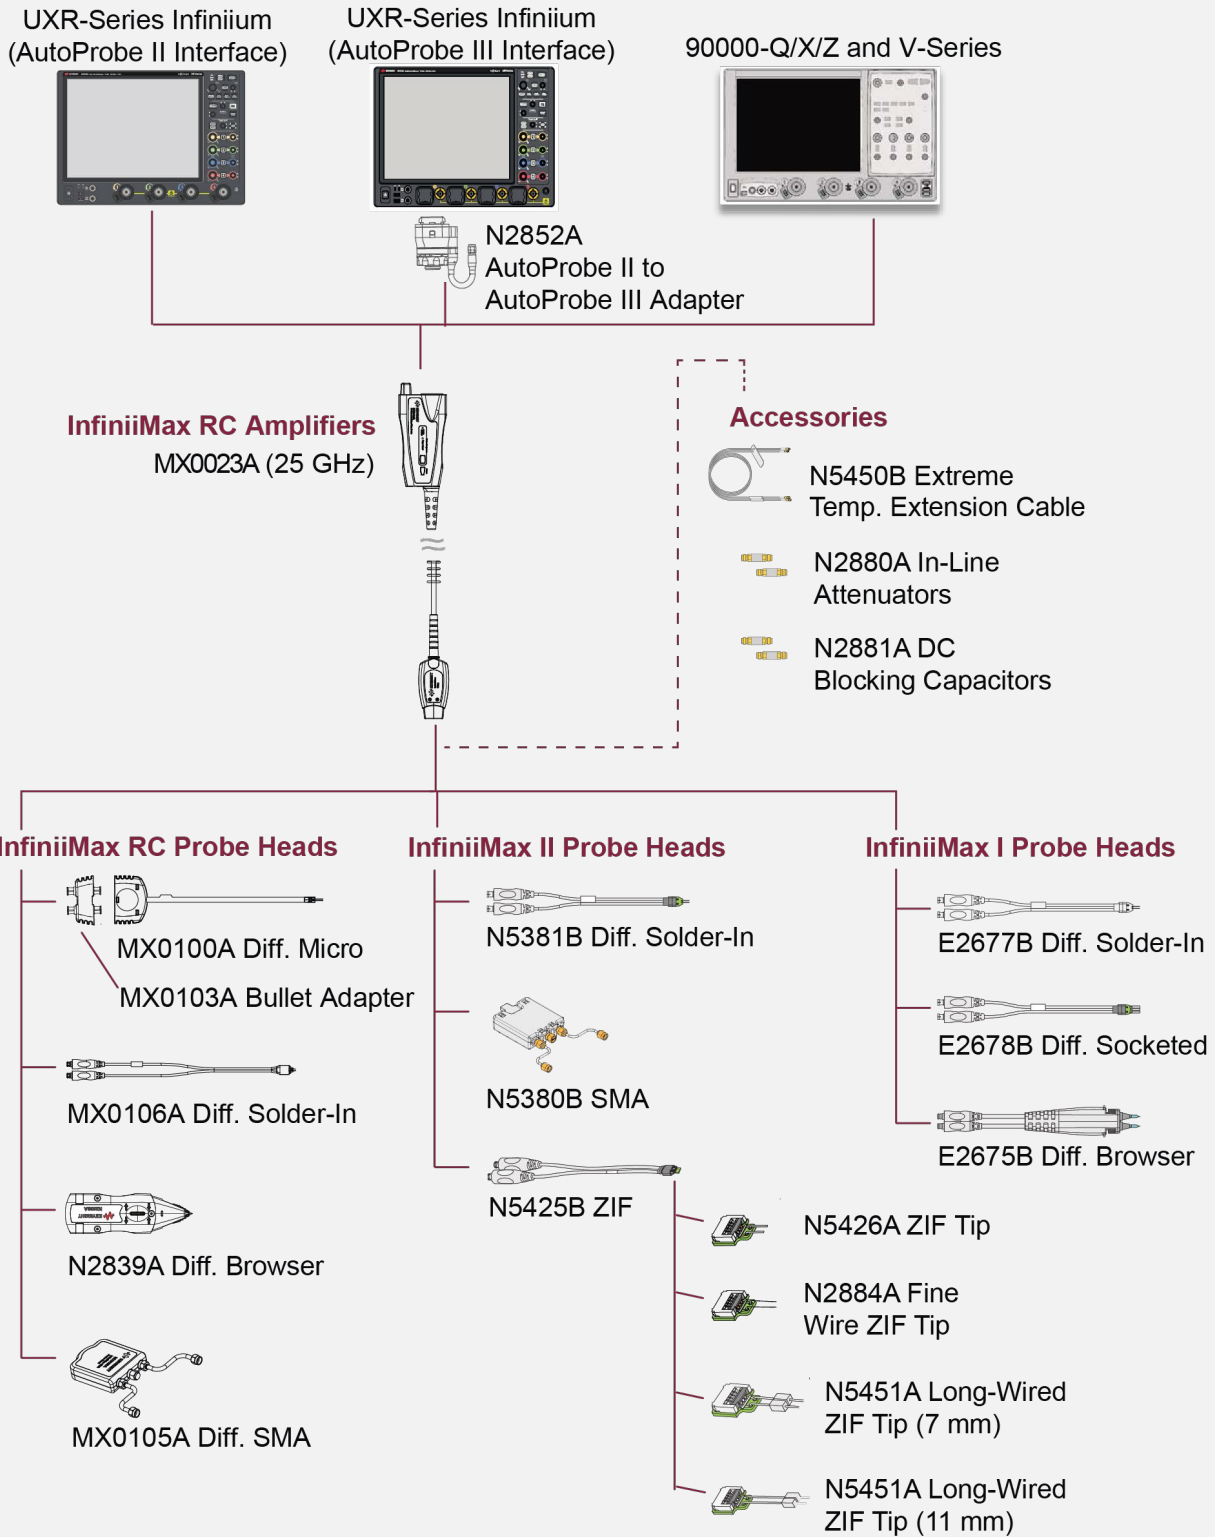 UXR-Series Infiniium
(AutoProbe II Interface)
UXR-Series Infiniium
(AutoProbe III Interface)
90000-Q/X/Z and V-Series
N2852A
AutoProbe II to
AutoProbe III Adapter
InfiniiMax RC Amplifiers
MX0023A (25 GHz)
Accessories
N5450B Extreme
Temp. Extension Cable
N2880A In-Line
Attenuators
N2881A DC
Blocking Capacitors
InfiniiMax RC Probe Heads
MX0100A Diff. Micro
MX0103A Bullet Adapter
MX0106A Diff. Solder-In
N2839A Diff. Browser
MX0105A Diff. SMA
InfiniiMax II Probe Heads
N5381B Diff. Solder-In
N5380B SMA
N5425B ZIF
N5426A ZIF Tip
N2884A Fine
Wire ZIF Tip
N5451A Long-Wired
ZIF Tip (7 mm)
N5451A Long-Wired
ZIF Tip (11 mm)
InfiniiMax I Probe Heads
E2677B Diff. Solder-In
E2678B Diff. Socketed
E2675B Diff. Browser